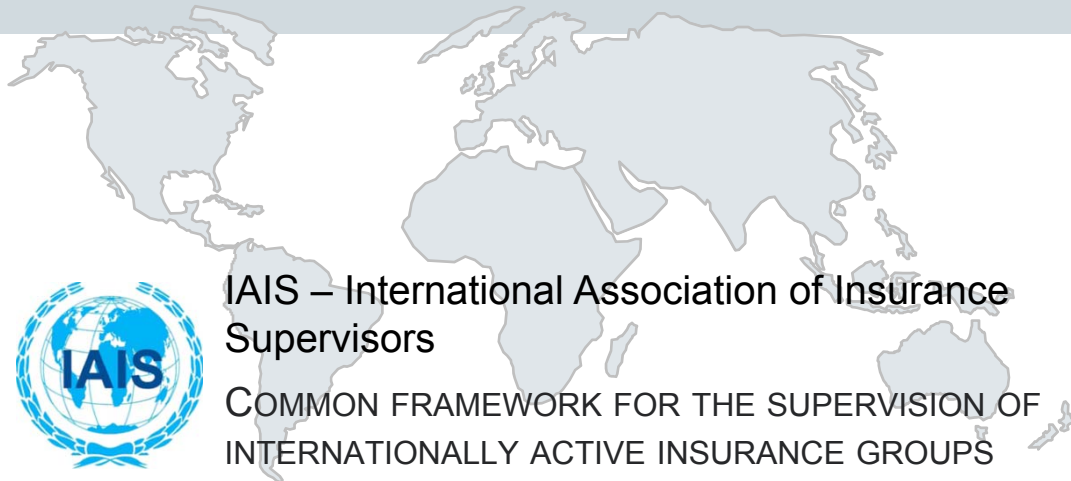 IAIS – International Association of Insurance
Supervisors
IAIS
COMMON FRAMEWORK FOR THE SUPERVISION OF
INTERNATIONALLY ACTIVE INSURANCE GROUPS